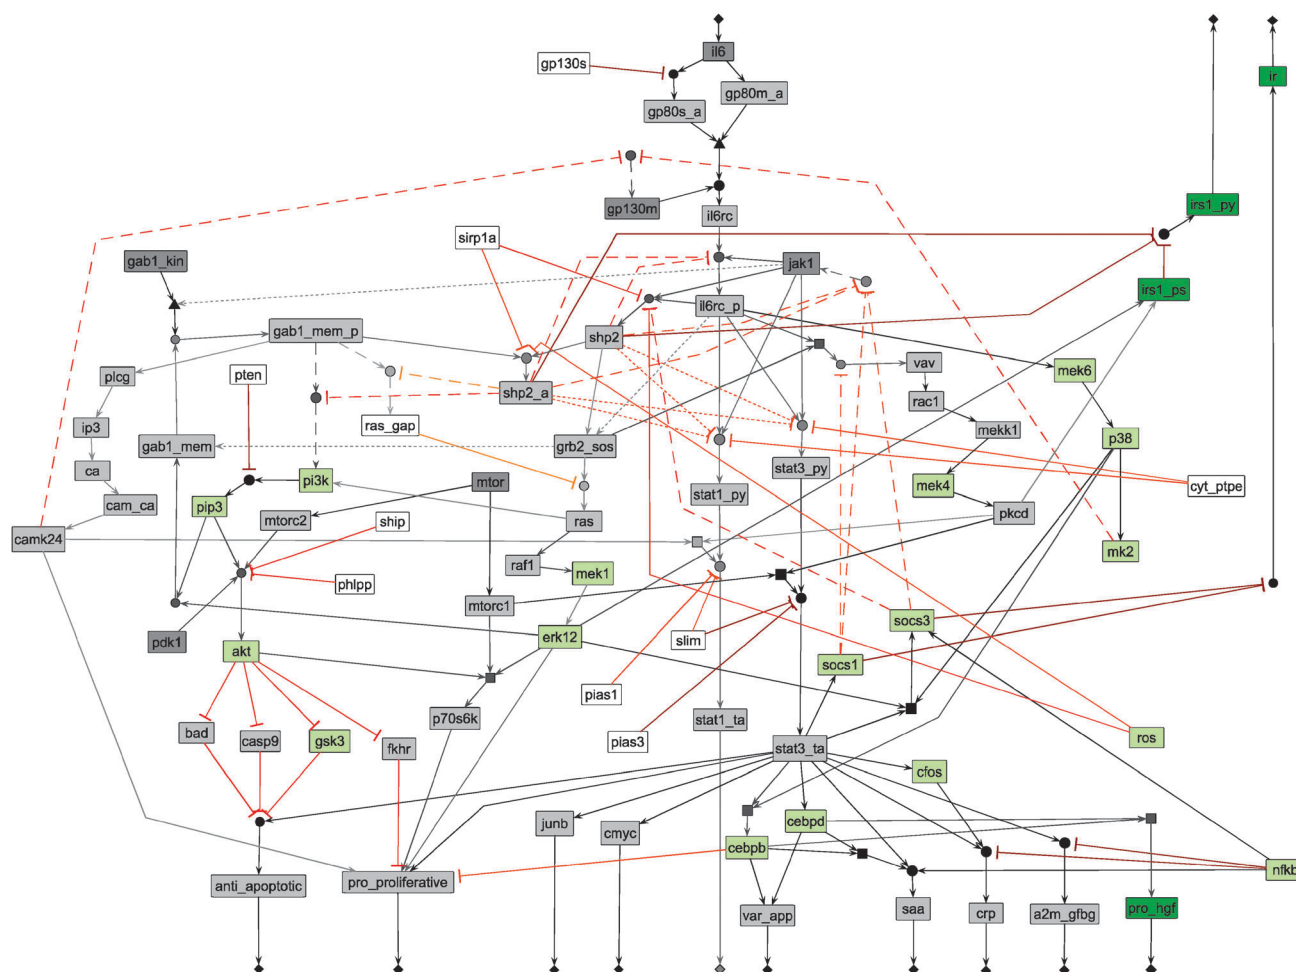 il6
gp130s
ir
gp80m_a
gp80s_a
irs1_py
gp130m
il6rc
sirp1a
gab1_kin
jak1
irs1_ps
il6rc_p
gab1_mem_p
shp2
vav
mek6
plcg
pten
shp2_a
rac1
ip3
ras_gap
mekk1
gab1_mem
grb2_sos
p38
ca
stat3_py
pi3k
mtor
mek4
cyt_ptpe
stat1_py
cam_ca
pip3
mtorc2
ship
ras
pkcd
camk24
raf1
mk2
mek1
phlpp
mtorc1
pdk1
erk12
slim
socs3
akt
socs1
pias1
p70s6k
stat1_ta
bad
casp9
gsk3
fkhr
pias3
stat3_ta
ros
cfos
junb
cmyc
cebpd
cebpb
nfkb
anti_apoptotic
pro_proliferative
var_app
saa
crp
a2m_gfbg
pro_hgf